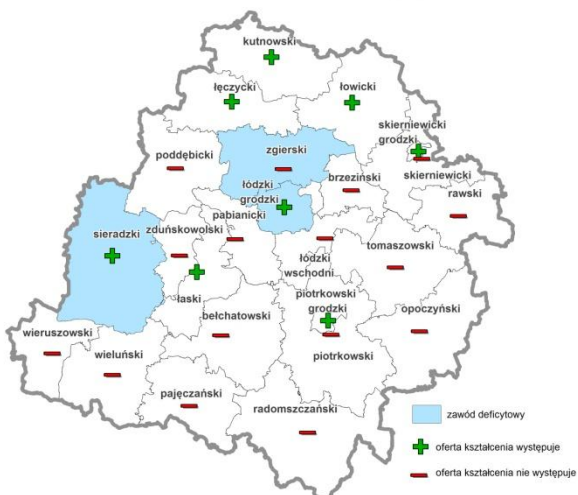 kutnowski
łęczycki
łowicki
skierniewicki
grodzki
zgierski
poddębicki
brzeziński
skierniewicki
łódzki
grodzki
rawski
pabianicki
sieradzki
zduńskowolski
tomaszowski
łódzki
wschodni
łaski
piotrkowski
grodzki
bełchatowski
opoczyński
wieruszowski
wieluński
piotrkowski
pajęczański
radomszczański
zawód deficytowy
oferta kształcenia występuje
oferta kształcenia nie występuje